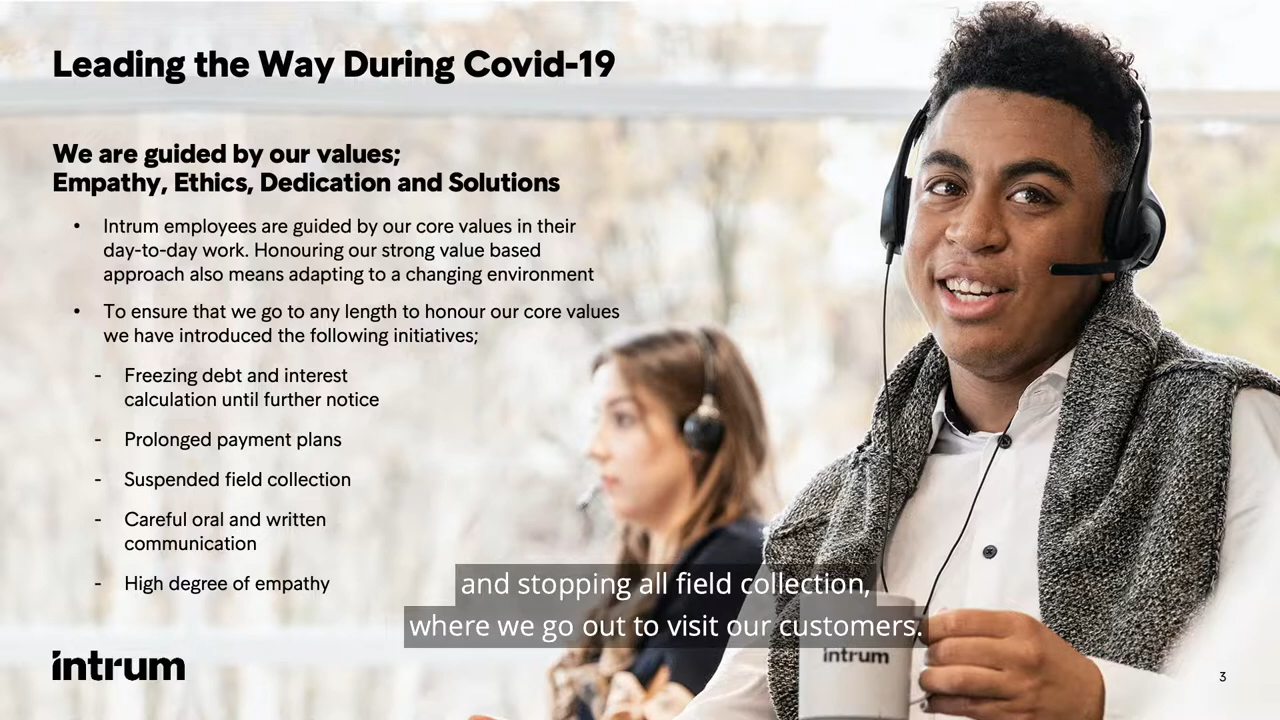 Leading the Way During Covid-19
We are guided by our values;
Empathy, Ethics, Dedication and Solutions
• Intrum employees are guided by our core values in their
day-to-day work. Honouring our strong value based
approach also means adapting to a changing environment
• To ensure that we go to any length to honour our core values
we have introduced the following initiatives;
- Freezing debt and interest
calculation until further notice
- Prolonged payment plans
- Suspended field collection
- Careful oral and written
communication
- High degree of empathy
and stopping all field collection,
where we go out to visit our customers.
intrum
intrum
3